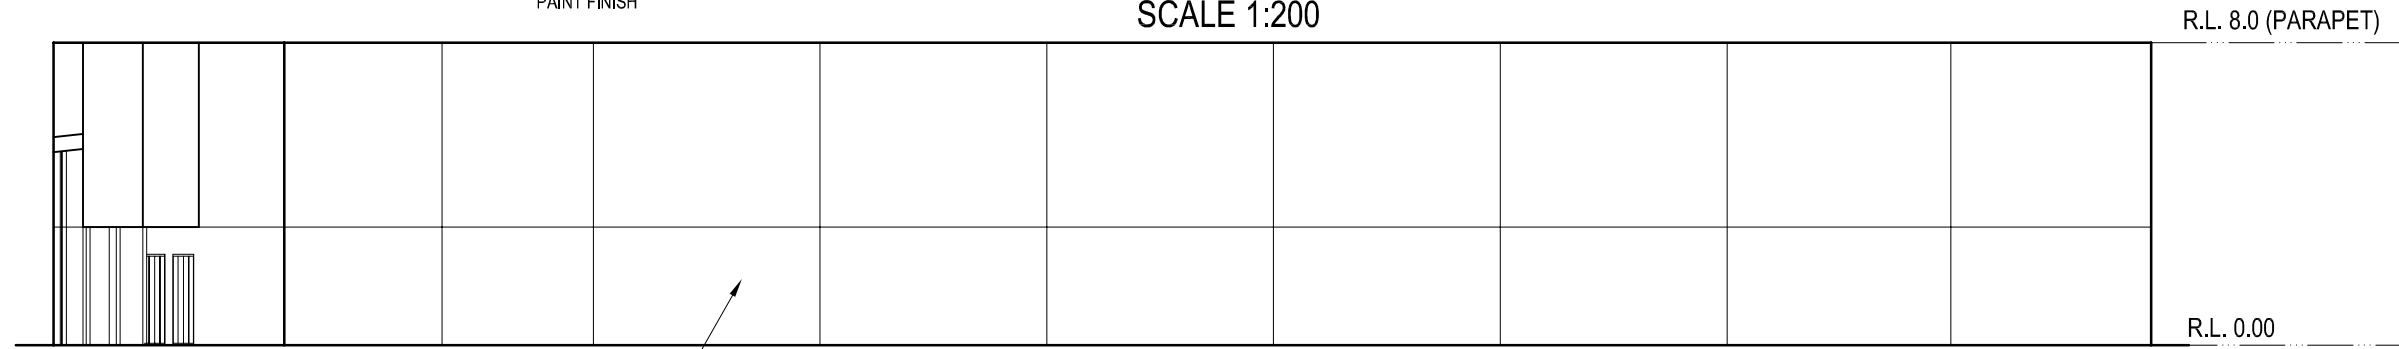 PAINT FINISH
SCALE 1:200
R.L. 8.0 (PARAPET)
R.L. 0.00